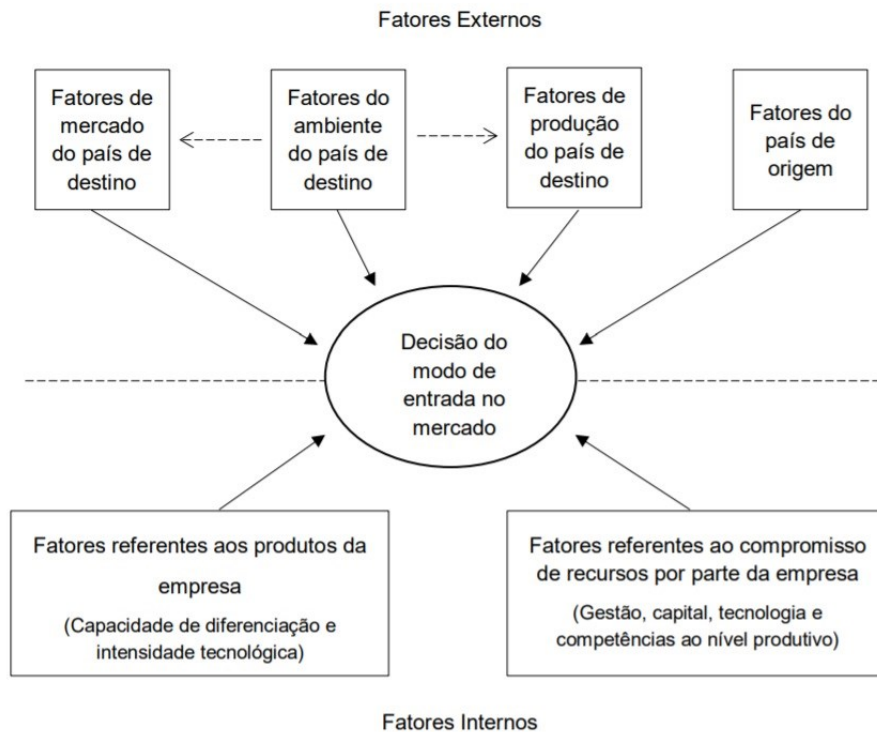 Fatores Externos
Fatores de
mercado
do país de
destino
Fatores do
ambiente
do país de
destino
Fatores de
produção
do país de
destino
Fatores do
país de
origem
Decisão do
modo de
entrada no
mercado
Fatores referentes aos produtos da
empresa
(Capacidade de diferenciação e
intensidade tecnológica)
Fatores referentes ao compromisso
de recursos por parte da empresa
(Gestão, capital, tecnologia e
competências ao nível produtivo)
Fatores Internos